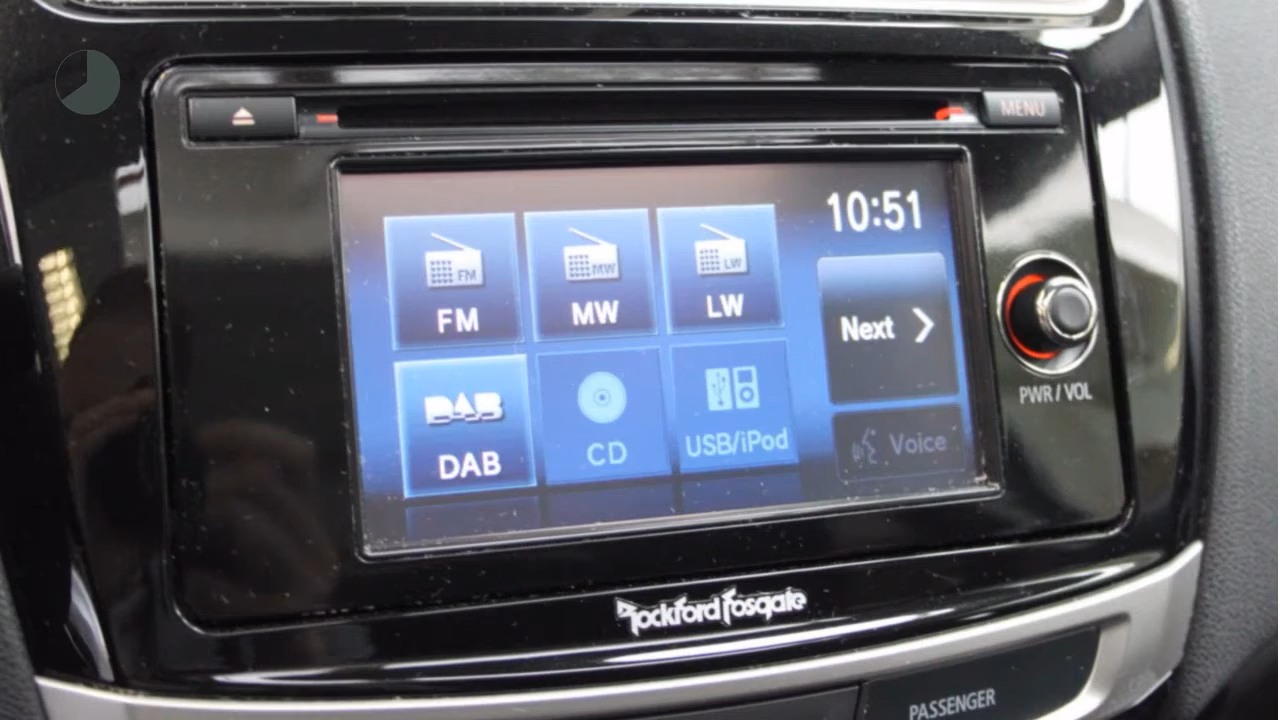 MENU
10:51
FM
FM
MW
MW
LW
LW
Next
PWR / VOL
DAB
DAB
CD
USB/iPod
Voice
Rockford Fosgate
PASSENGER